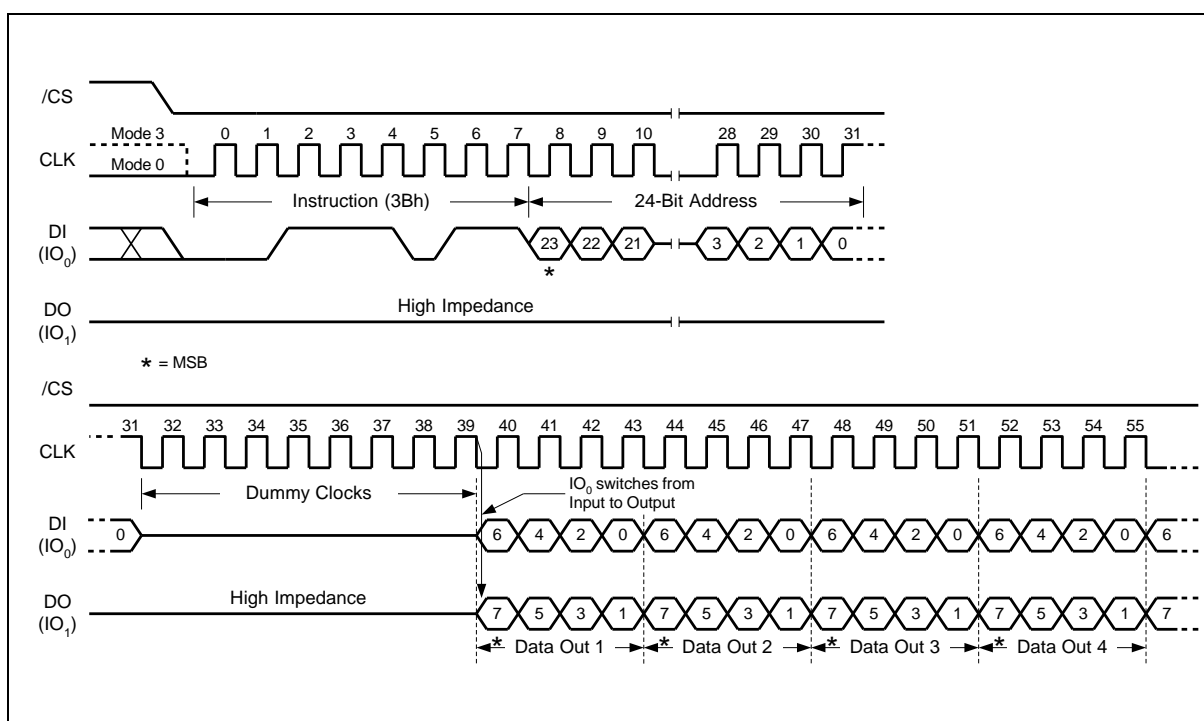 /CS
Mode 3
0 1 2 3 4 5 6 7 8 9 10 28 29 30 31
CLK
Mode 0
Instruction (3Bh)
24-Bit Address
DI
(IO0)
23 22 21 3 2 1 0
*
DO
(IO1)
High Impedance
* = MSB
/CS
31 32 33 34 35 36 37 38 39 40 41 42 43 44 45 46 47 48 49 50 51 52 53 54 55
CLK
Dummy Clocks
IO0 switches from
Input to Output
DI
(IO0)
0 6 4 2 0 6 4 2 0 6 4 2 0 6 4 2 0 6
DO
(IO1)
High Impedance
7 5 3 1 7 5 3 1 7 5 3 1 7 5 3 1 7
* Data Out 1 * Data Out 2 * Data Out 3 * Data Out 4